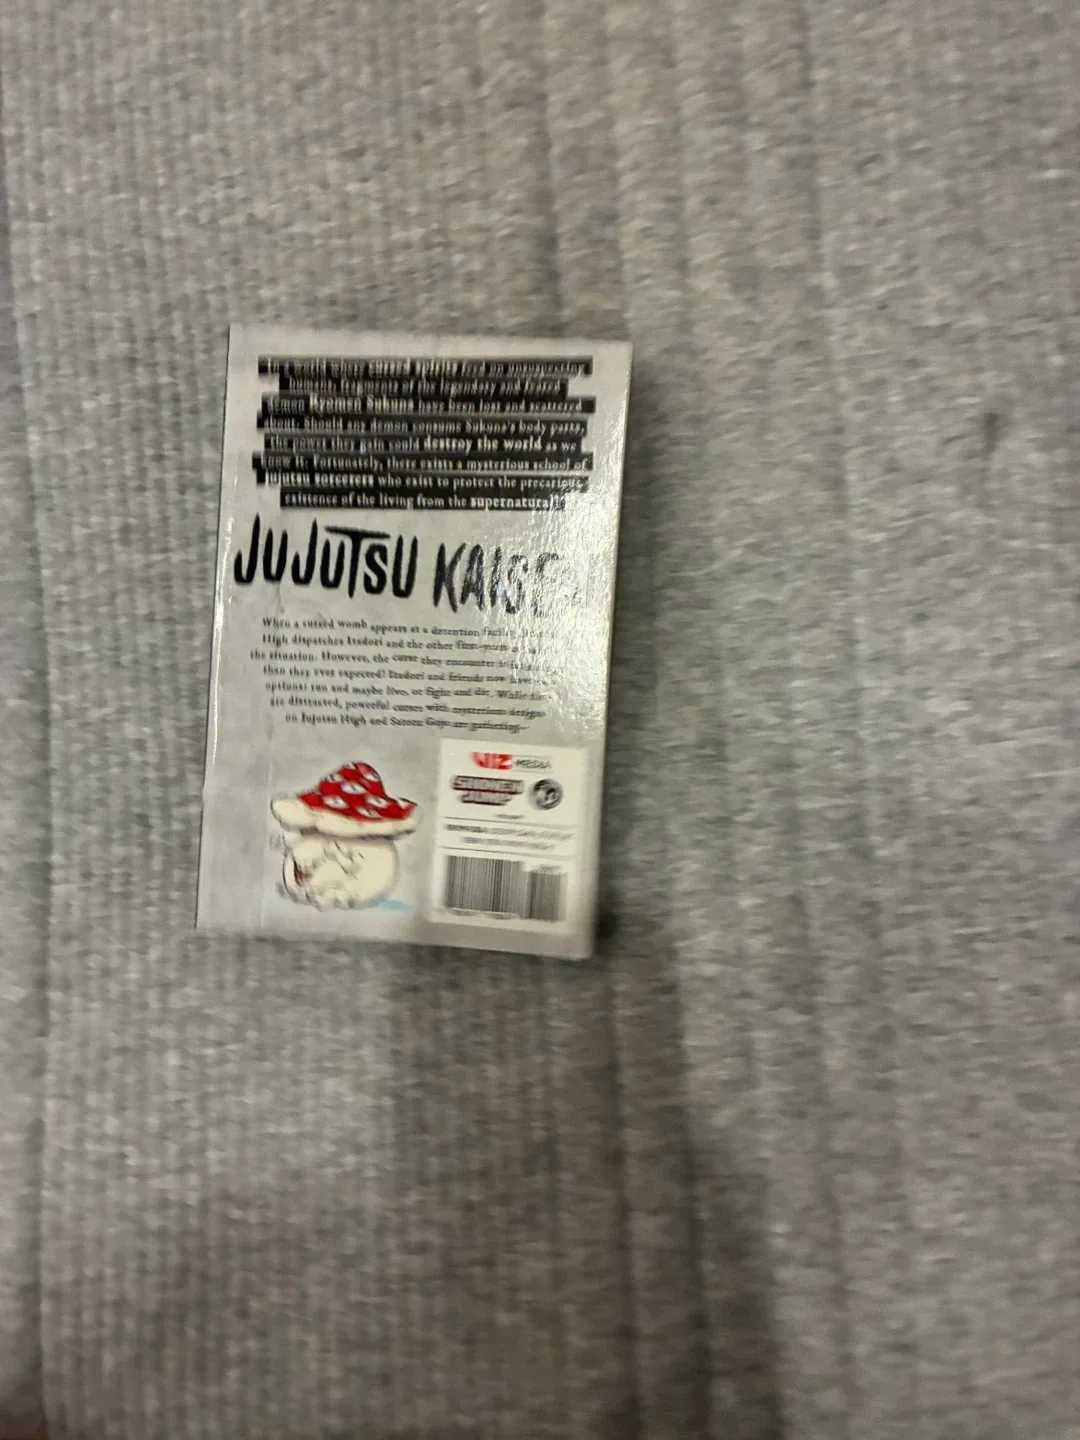 In a world where cursed spirits feed on unsuspecting
humans, fragments of the legendary and feared
demon Ryomen Sukuna have been lost and scattered
about. Should any demon consume Sukuna's body parts,
the power they gain could destroy the world as we
know it. Fortunately, there exists a mysterious school of
jujutsu sorcerers who exist to protect the precarious
existence of the living from the supernatural!
JUJUTSU KAISE
When a cursed womb appears at a detention facility,
High dispatches Itadori and the other first-years
the situation. However, the curse they encounter is
than they ever expected! Itadori and friends now have
options: run and maybe live, or fight and die. While they
are distracted, powerful curses with mysterious designs
on Jujutsu High and Satoru Gojo are gathering—
VIZ MEDIA
SHONEN
JUMP